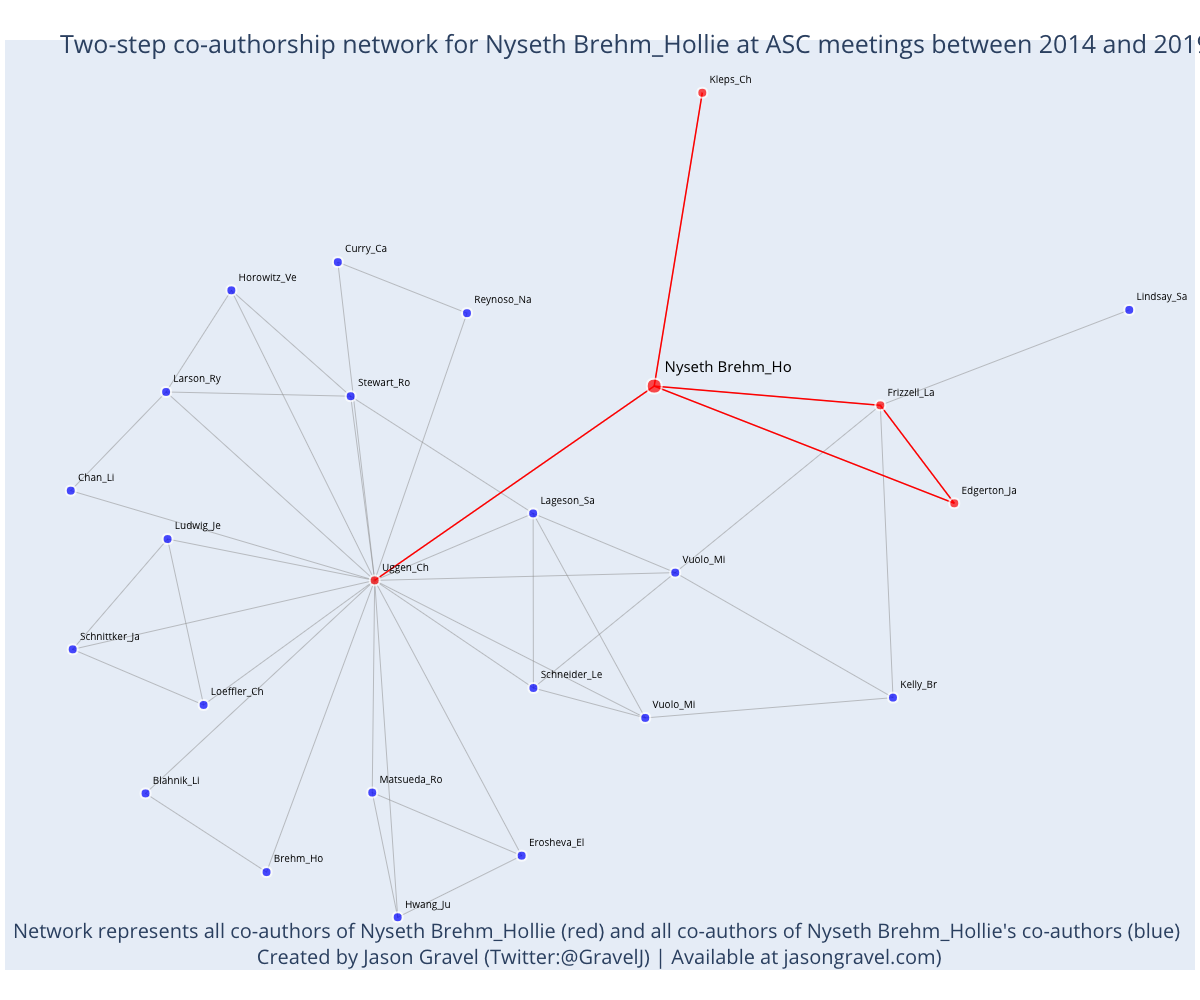 Two-step co-authorship network for Nyseth Brehm_Hollie at ASC meetings between 2014 and 2019
Kleps_Ch
Curry_Ca
Horowitz_Ve
Reynoso_Na
Lindsay_Sa
Nyseth Brehm_Ho
Larson_Ry
Stewart_Ro
Frizzell_La
Chan_Li
Edgerton_Ja
Lageson_Sa
Ludwig_Je
Vuolo_Mi
Uggen_Ch
Schnittker_Ja
Schneider_Le
Kelly_Br
Loeffler_Ch
Vuolo_Mi
Blahnik_Li
Matsueda_Ro
Erosheva_El
Brehm_Ho
Hwang_Ju
Network represents all co-authors of Nyseth Brehm_Hollie (red) and all co-authors of Nyseth Brehm_Hollie's co-authors (blue)
Created by Jason Gravel (Twitter:@GravelJ) | Available at jasongravel.com)